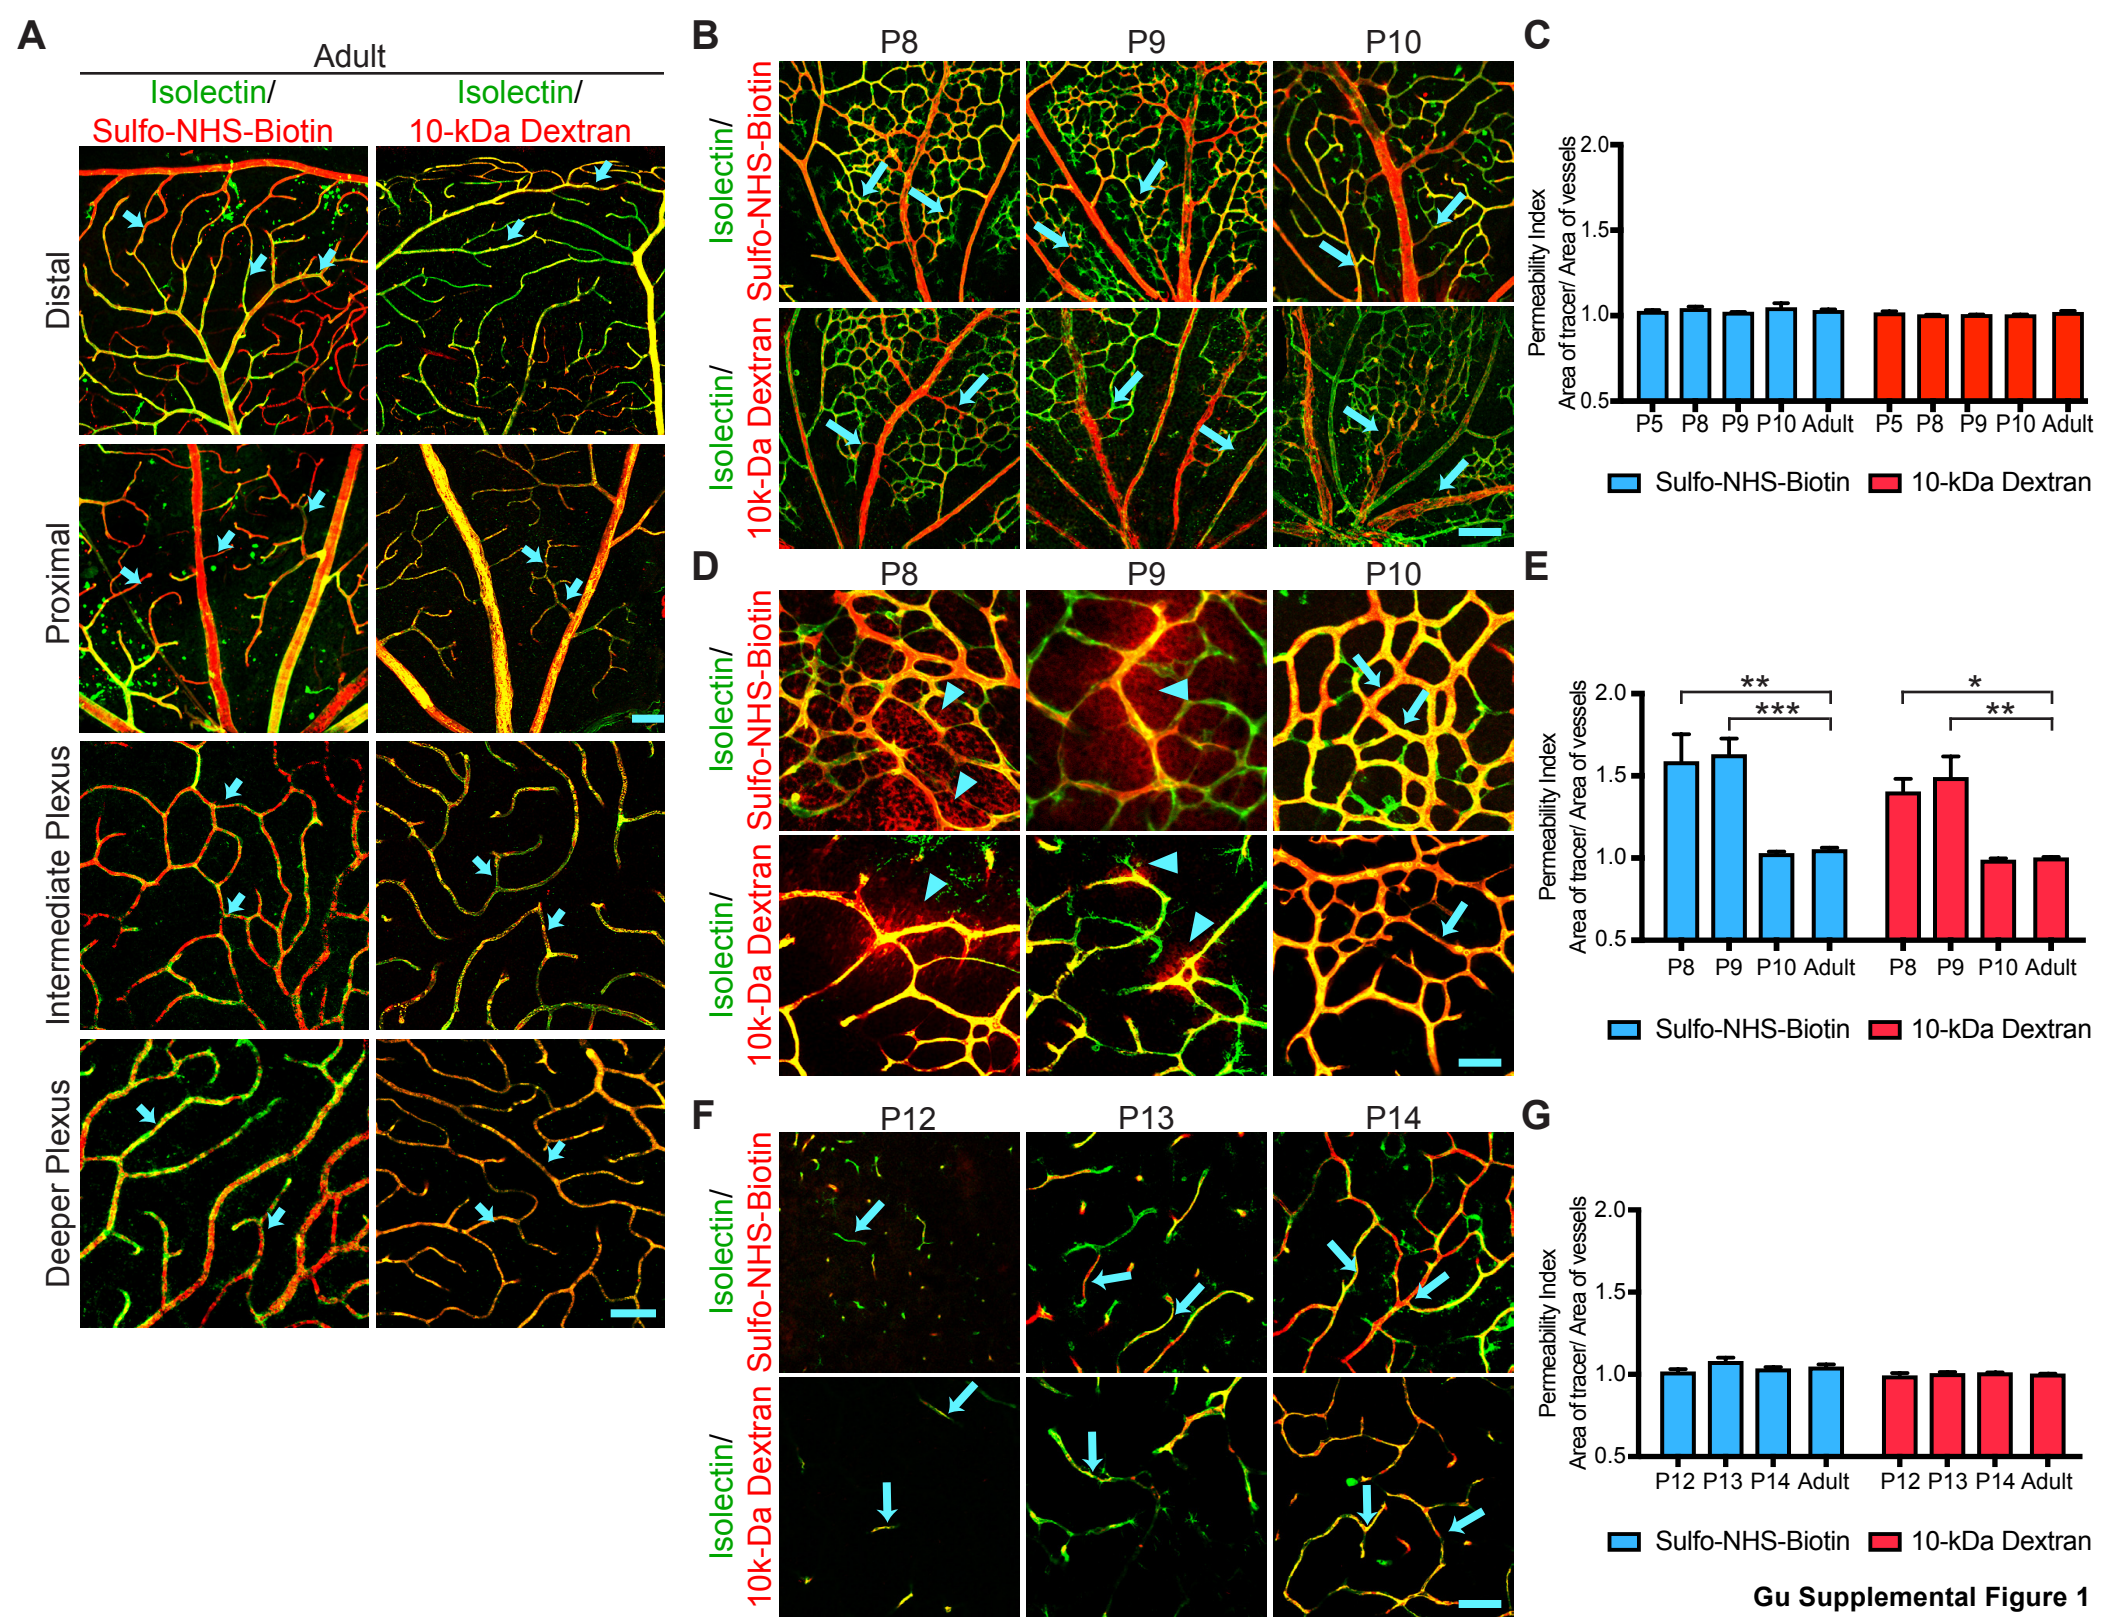 A
Adult
Isolectin/
Sulfo-NHS-Biotin
Isolectin/
10-kDa Dextran
Distal
Proximal
Intermediate Plexus
Deeper Plexus
B
P8
P9
P10
Isolectin/
Sulfo-NHS-Biotin
Isolectin/
10k-Da Dextran
C
Permeability Index
Area of tracer/ Area of vessels
2.0
1.5
1.0
0.5
P5 P8 P9 P10 Adult P5 P8 P9 P10 Adult
Sulfo-NHS-Biotin 10-kDa Dextran
D
P8
P9
P10
Isolectin/
Sulfo-NHS-Biotin
Isolectin/
10k-Da Dextran
E
Permeability Index
Area of tracer/ Area of vessels
2.0
1.5
1.0
0.5
** *
*** **
P8 P9 P10 Adult P8 P9 P10 Adult
Sulfo-NHS-Biotin 10-kDa Dextran
F
P12
P13
P14
Isolectin/
Sulfo-NHS-Biotin
Isolectin/
10k-Da Dextran
G
Permeability Index
Area of tracer/ Area of vessels
2.0
1.5
1.0
0.5
P12 P13 P14 Adult P12 P13 P14 Adult
Sulfo-NHS-Biotin 10-kDa Dextran
Gu Supplemental Figure 1